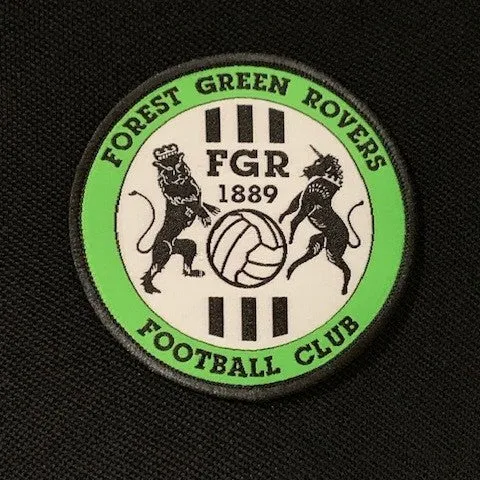 FOREST GREEN ROVERS
FGR
1889
FOOTBALL CLUB